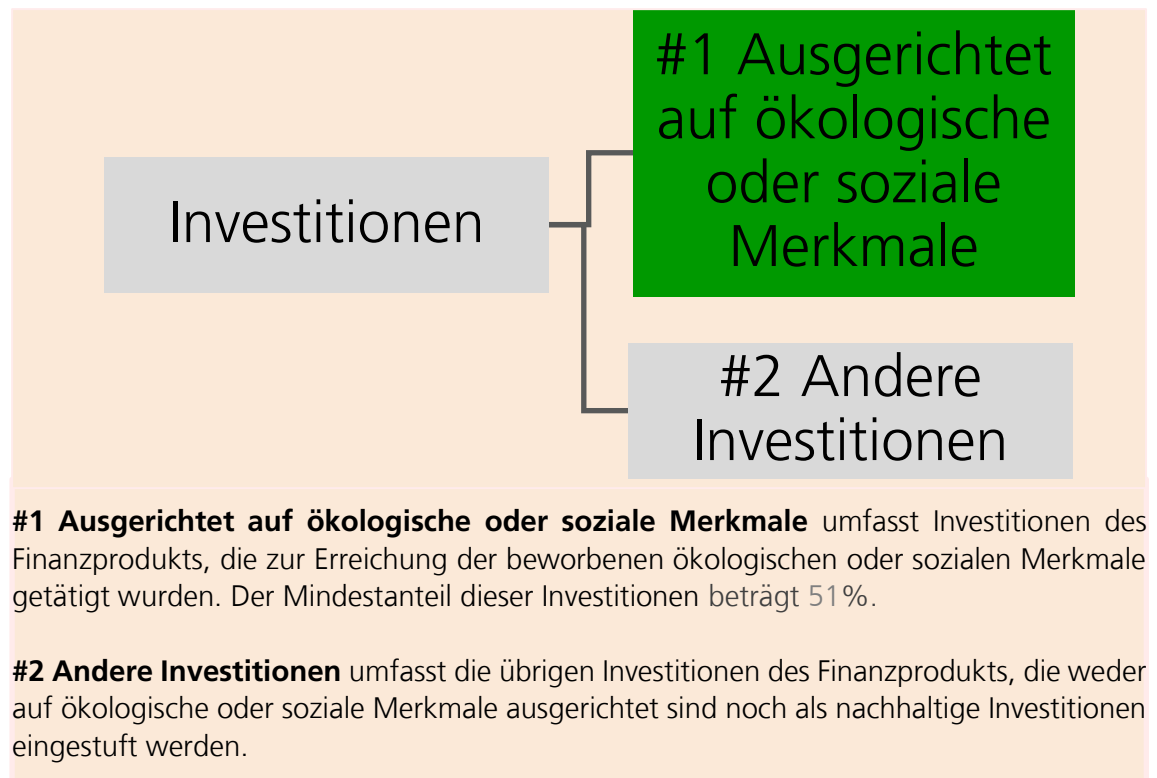 #1 Ausgerichtet
auf ökologische
oder soziale
Merkmale
Investitionen
#2 Andere
Investitionen
#1 Ausgerichtet auf ökologische oder soziale Merkmale umfasst Investitionen des
Finanzprodukts, die zur Erreichung der beworbenen ökologischen oder sozialen Merkmale
getätigt wurden. Der Mindestanteil dieser Investitionen beträgt 51%.
#2 Andere Investitionen umfasst die übrigen Investitionen des Finanzprodukts, die weder
auf ökologische oder soziale Merkmale ausgerichtet sind noch als nachhaltige Investitionen
eingestuft werden.